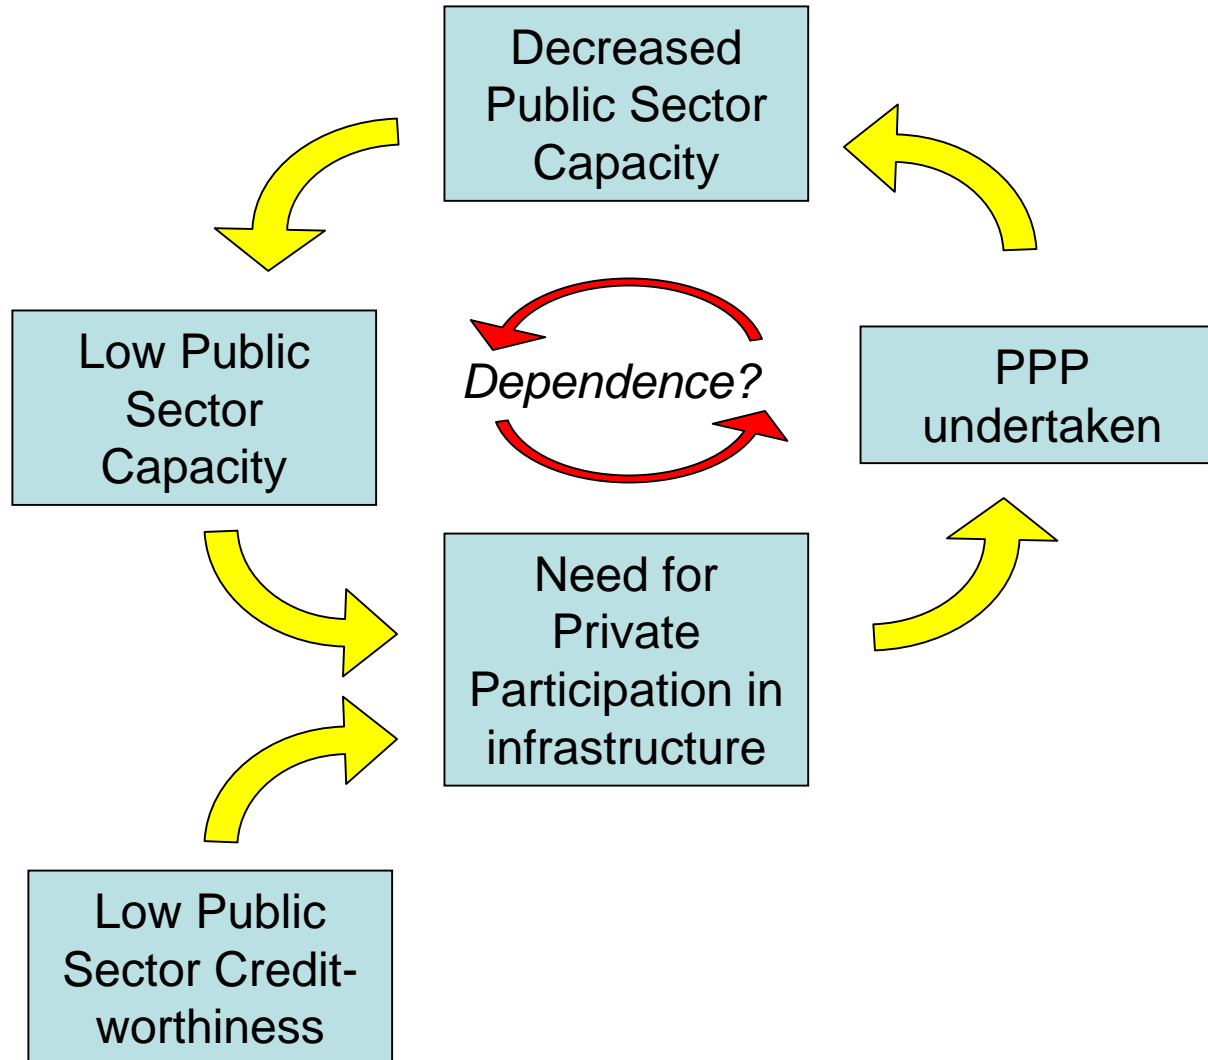 Decreased
Public Sector
Capacity
Low Public
Sector
Capacity
Dependence?
PPP
undertaken
Need for
Private
Participation in
infrastructure
Low Public
Sector Credit-
worthiness